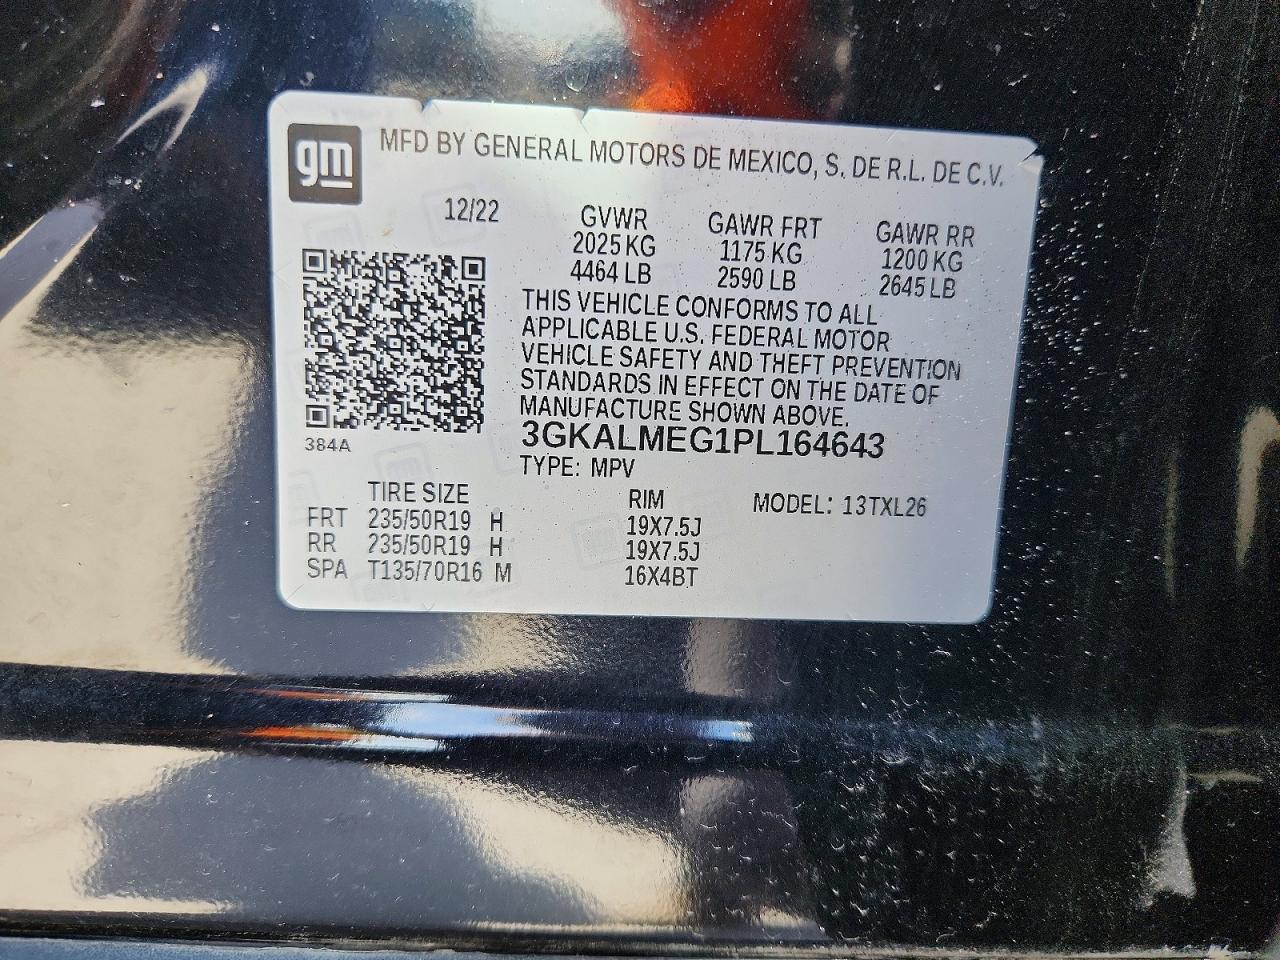 gm
MFD BY GENERAL MOTORS DE MEXICO, S. DE R.L. DE C.V.
12/22 GVWR GAWR FRT GAWR RR
2025 KG 1175 KG 1200 KG
4464 LB 2590 LB 2645 LB
THIS VEHICLE CONFORMS TO ALL
APPLICABLE U.S. FEDERAL MOTOR
VEHICLE SAFETY AND THEFT PREVENTION
STANDARDS IN EFFECT ON THE DATE OF
MANUFACTURE SHOWN ABOVE.
3GKALMEG1PL164643
384A
TYPE: MPV
TIRE SIZE RIM MODEL: 13TXL26
FRT 235/50R19 H 19X7.5J
RR 235/50R19 H 19X7.5J
SPA T135/70R16 M 16X4BT